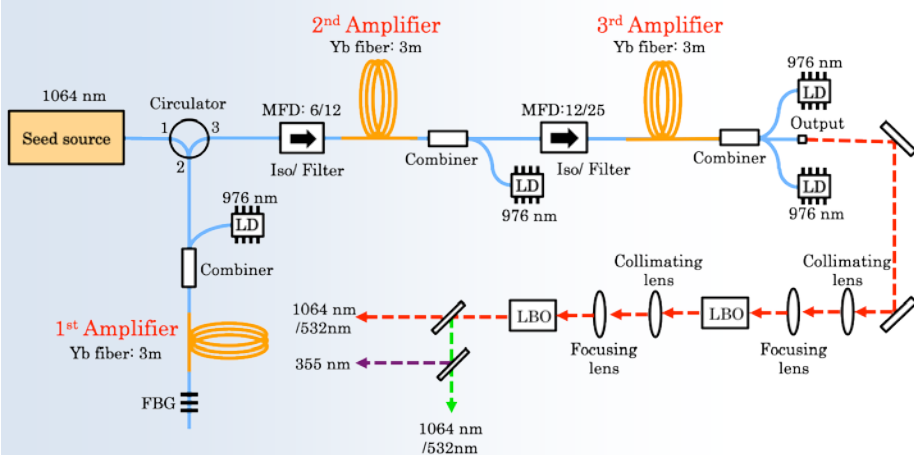 2nd Amplifier
Yb fiber: 3m
3rd Amplifier
Yb fiber: 3m
976 nm
LD
1064 nm
Seed source
Circulator
1
3
2
MFD: 6/12
Iso/ Filter
Combiner
LD
976 nm
MFD:12/25
Iso/ Filter
Combiner
Output
LD
976 nm
976 nm
LD
Combiner
1st Amplifier
Yb fiber: 3m
FBG
Collimating
lens
Collimating
lens
LBO
LBO
Focusing
lens
Focusing
lens
1064 nm
/532nm
355 nm
1064 nm
/532nm